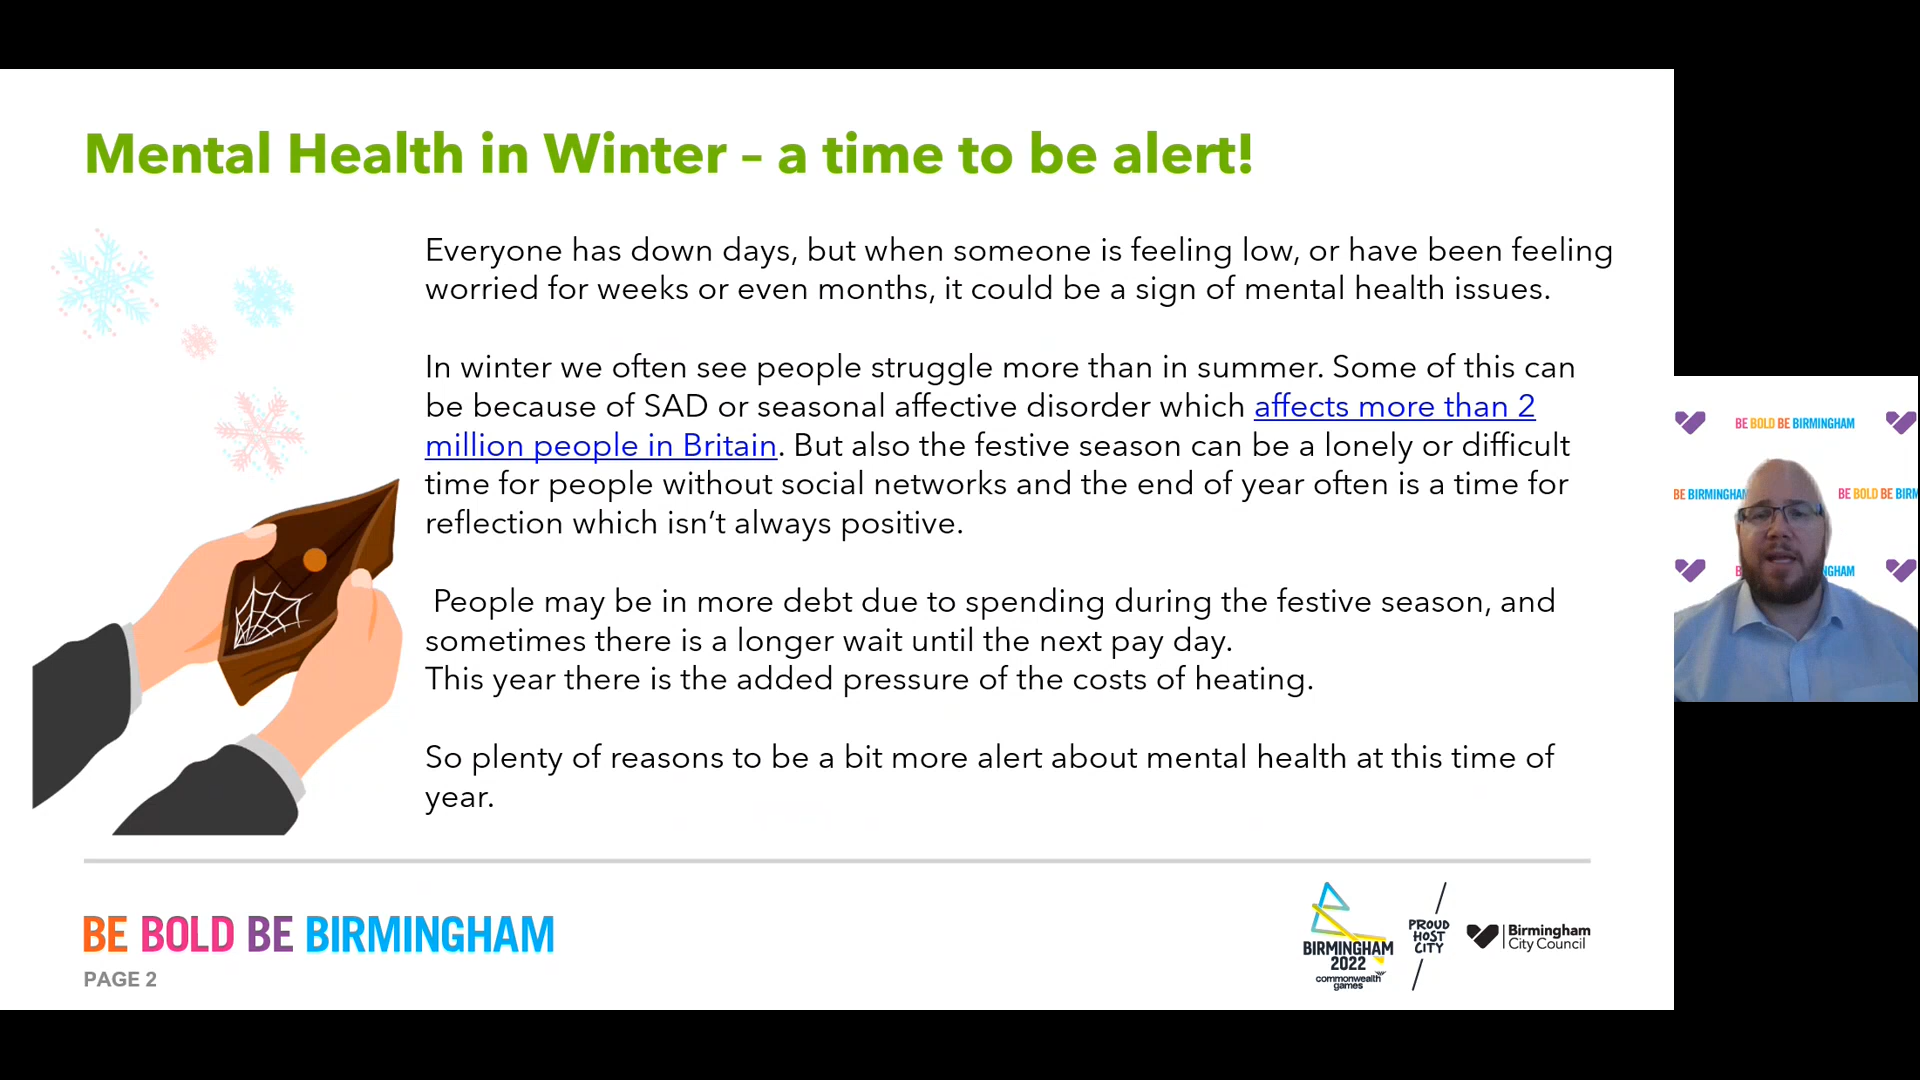 Mental Health in Winter – a time to be alert!
Everyone has down days, but when someone is feeling low, or have been feeling
worried for weeks or even months, it could be a sign of mental health issues.
In winter we often see people struggle more than in summer. Some of this can
be because of SAD or seasonal affective disorder which affects more than 2
million people in Britain. But also the festive season can be a lonely or difficult
time for people without social networks and the end of year often is a time for
reflection which isn’t always positive.
People may be in more debt due to spending during the festive season, and
sometimes there is a longer wait until the next pay day.
This year there is the added pressure of the costs of heating.
So plenty of reasons to be a bit more alert about mental health at this time of
year.
BE BOLD BE BIRMINGHAM
PAGE 2
BIRMINGHAM
2022
commonwealth
games
PROUD
HOST
CITY
Birmingham
City Council
BE BOLD BE BIRMINGHAM
BE BIRMINGHAM
BE BOLD BE BIRM
B
NGHAM